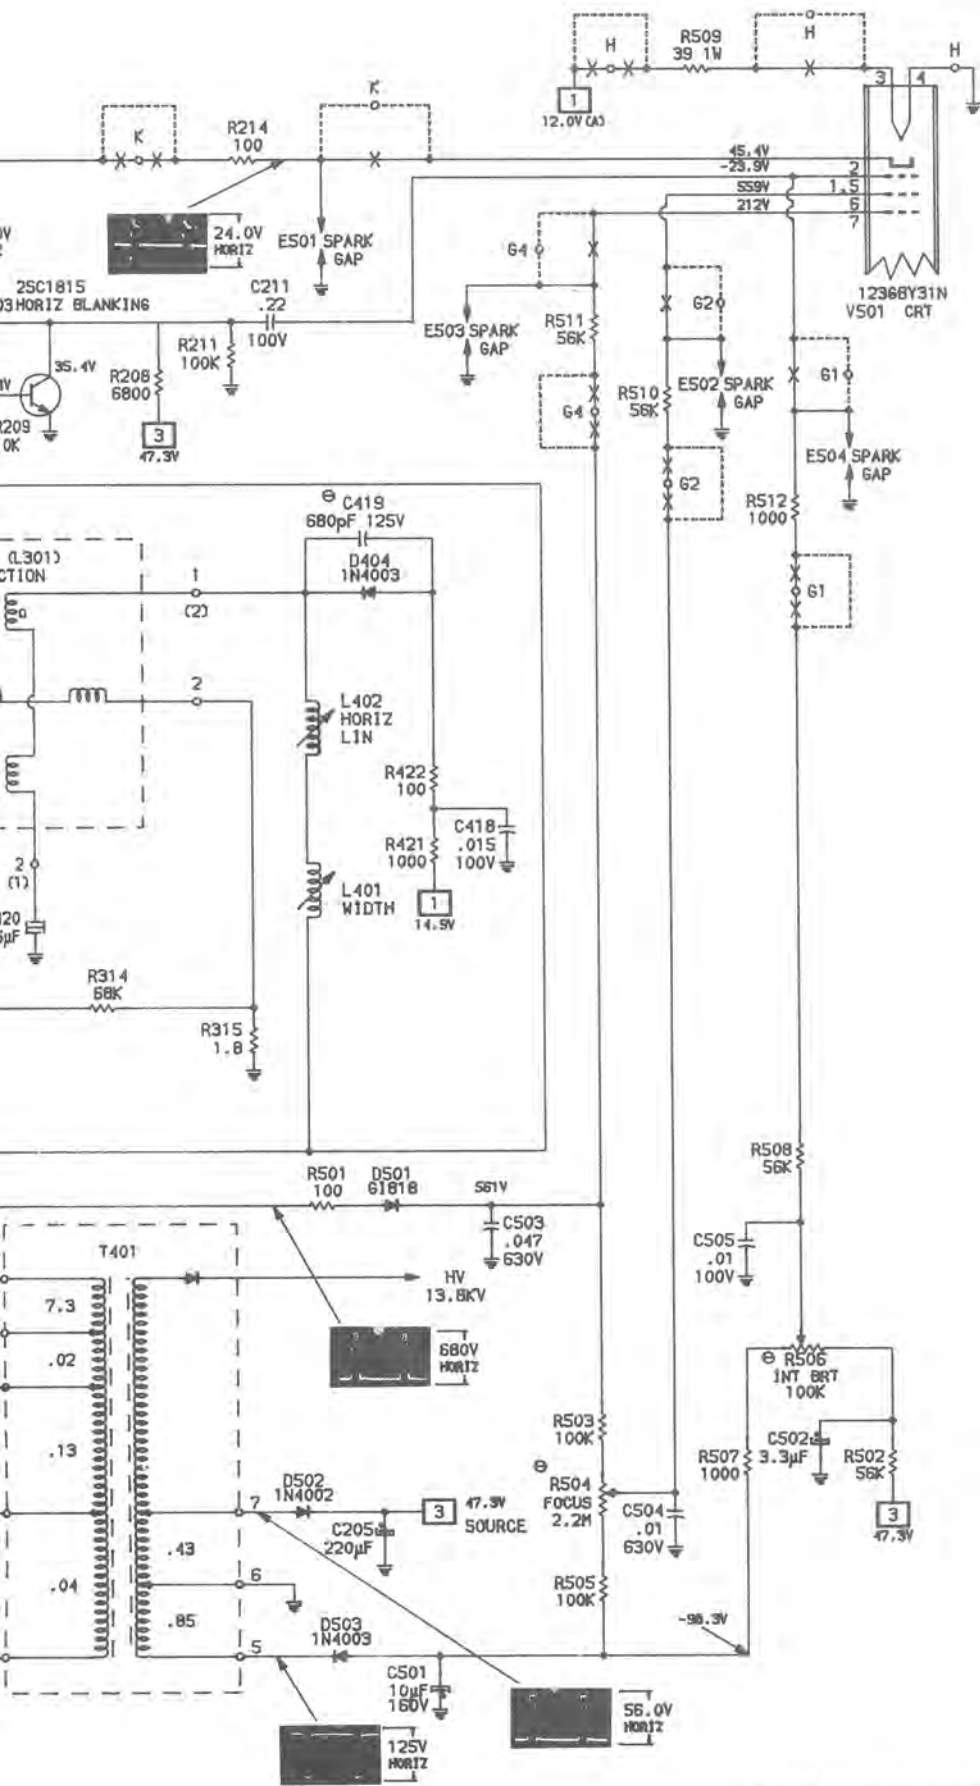 H
R509
39 1W
H
H
K
3
4
1
12.0V(A)
K
R214
100
45.4V
-23.9V
2
559V
1.5
212V
6
7
24.0V
HORIZ
E501 SPARK
GAP
G4
2SC1815
HORIZ BLANKING
C211
.22
100V
G2
1236BY31N
V501 CRT
R511
56K
E503 SPARK
GAP
35.4V
R211
100K
R208
6800
R510
56K
E502 SPARK
GAP
G1
G4
3
47.3V
209
0K
E504 SPARK
GAP
G2
C419
680pF 125V
R512
1000
(L301)
CTION
1
(2)
D404
1N4003
G1
2
L402
HORIZ
LIN
R422
100
C418
.015
100V
R421
1000
2
(1)
L401
WIDTH
1
14.9V
20
µF
R314
68K
R315
1.8
R508
56K
R501
100
D501
GI818
561V
C503
.047
630V
C505
.01
100V
T401
HV
13.8KV
7.3
.02
680V
HORIZ
R506
INT BRT
100K
.13
R503
100K
R507
1000
C502
3.3µF
R502
56K
D502
1N4002
7
3
47.3V
SOURCE
R504
FOCUS
2.2M
C504
.01
630V
3
47.3V
C205
220µF
.43
.04
6
R505
100K
.85
D503
1N4003
-98.3V
5
C501
10µF
160V
56.0V
HORIZ
125V
HORIZ